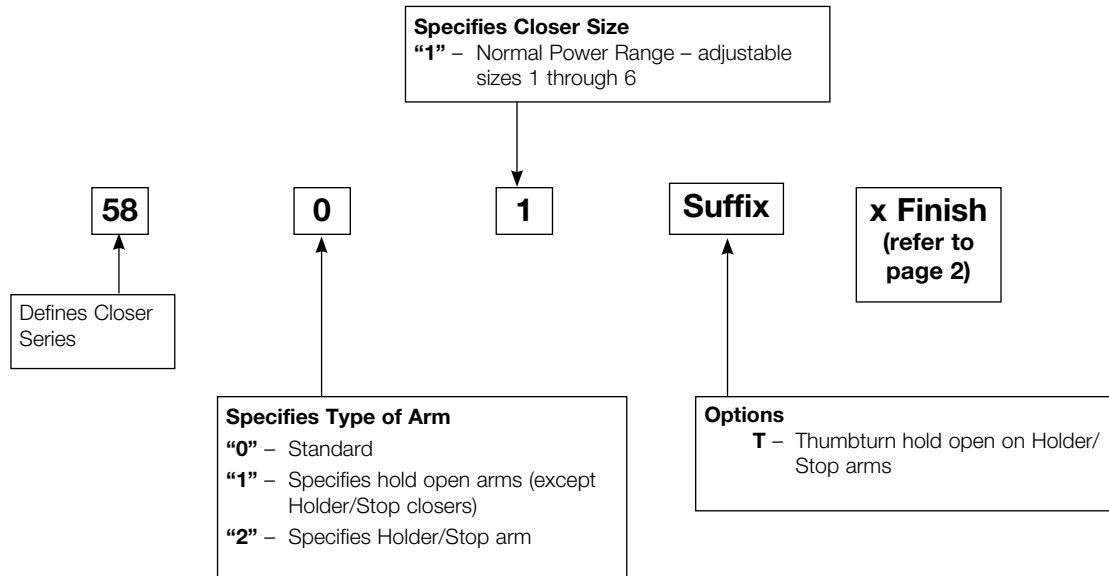 Specifies Closer Size
“1” – Normal Power Range – adjustable
sizes 1 through 6
58
0
1
Suffix
x Finish
(refer to
page 2)
Defines Closer
Series
Specifies Type of Arm
“0” – Standard
“1” – Specifies hold open arms (except
Holder/Stop closers)
“2” – Specifies Holder/Stop arm
Options
T – Thumbturn hold open on Holder/
Stop arms